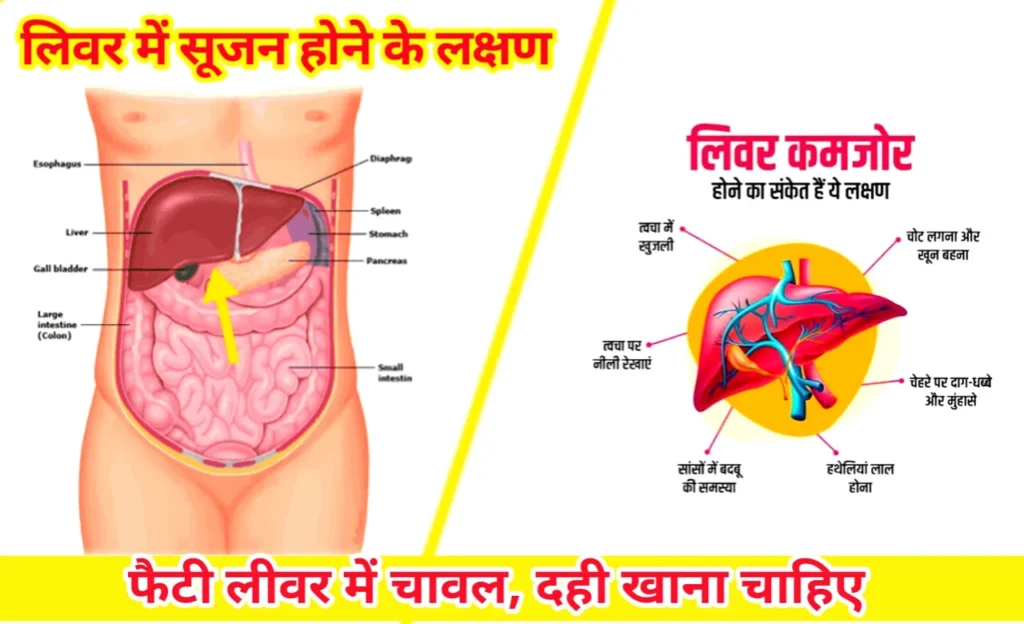 लिवर में सूजन होने के लक्षण
Esophagus
Diaphrag
Liver
Spleen
Stomach
Gall bladder
Pancreas
Large
intestine
(Colon)
Small
intestin
लिवर कमजोर
होने का संकेत हैं ये लक्षण
त्वचा में
खुजली
चोट लगना और
खून बहना
त्वचा पर
नीली रेखाएं
चेहरे पर दाग-धब्बे
और मुंहासे
सांसों में बदबू
की समस्या
हथेलियां लाल
होना
फैटी लीवर में चावल, दही खाना चाहिए